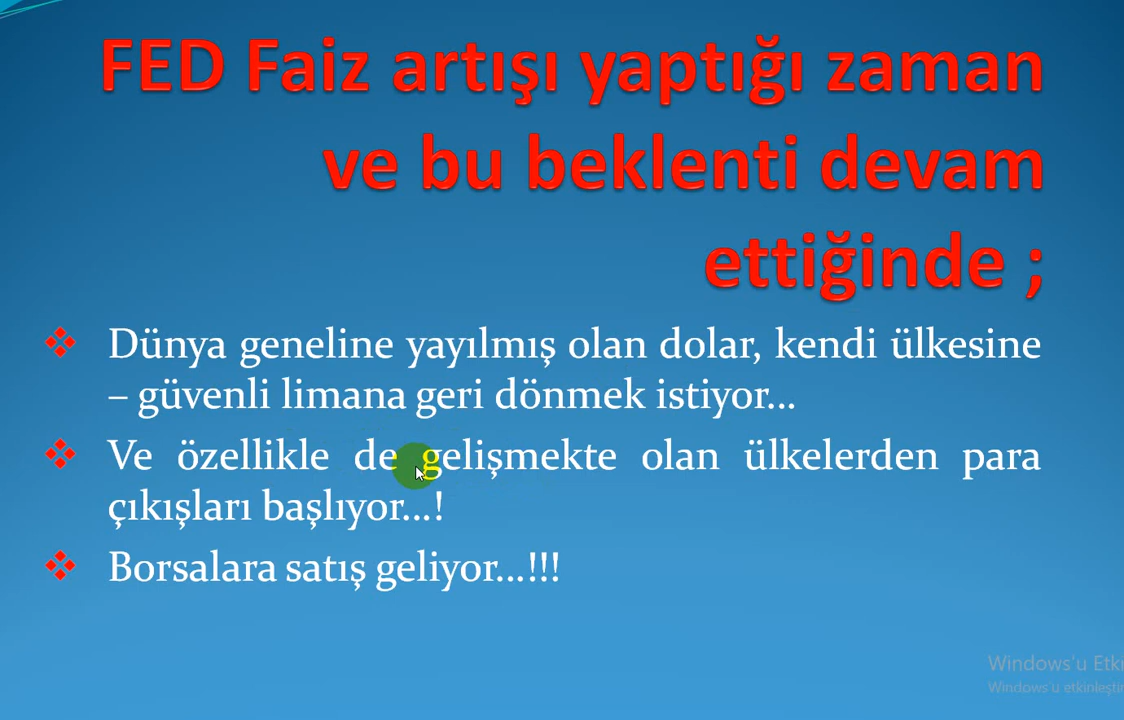 FED Faiz artışı yaptığı zaman
ve bu beklenti devam
ettiğinde ;
Dünya geneline yayılmış olan dolar, kendi ülkesine
– güvenli limana geri dönmek istiyor...
Ve özellikle de gelişmekte olan ülkelerden para
çıkışları başlıyor...!
Borsalara satış geliyor...!!!
Windows'u Etki
Windows'u etkinleştir